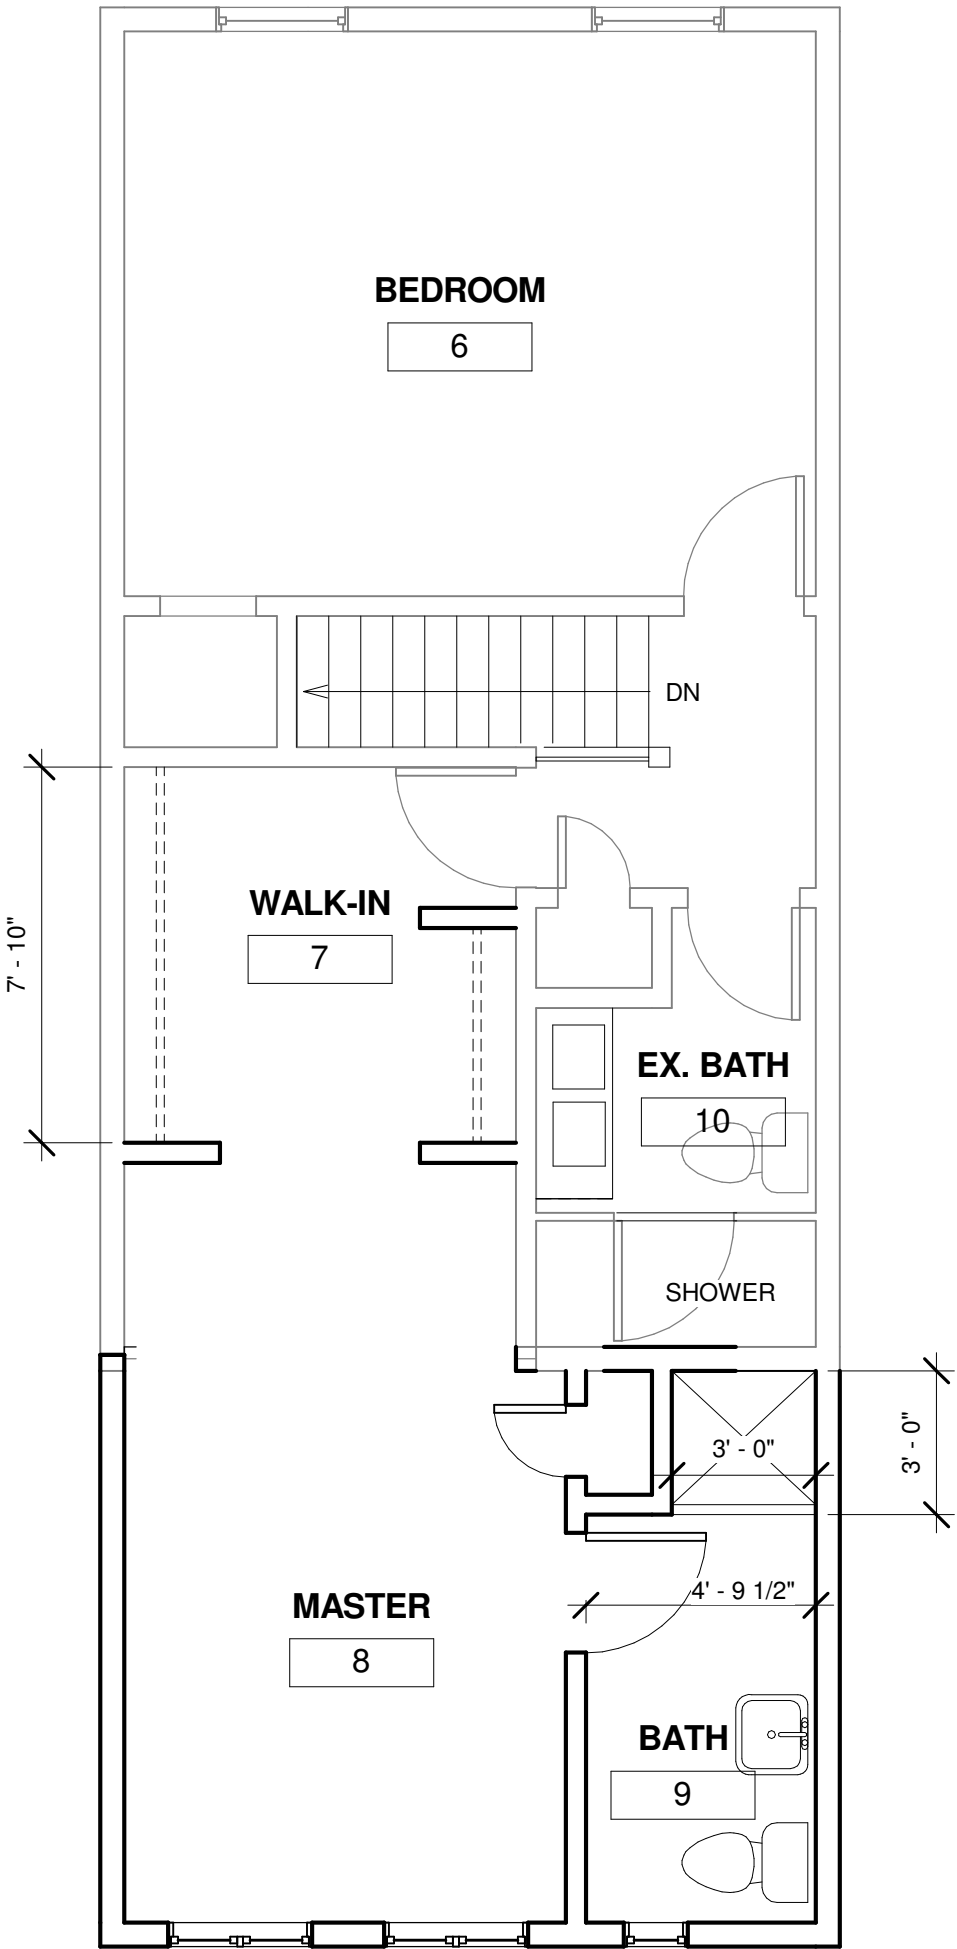 BEDROOM
6
DN
7' - 10"
WALK-IN
7
EX. BATH
10
SHOWER
3' - 0"
3' - 0"
4' - 9 1/2"
MASTER
8
BATH
9